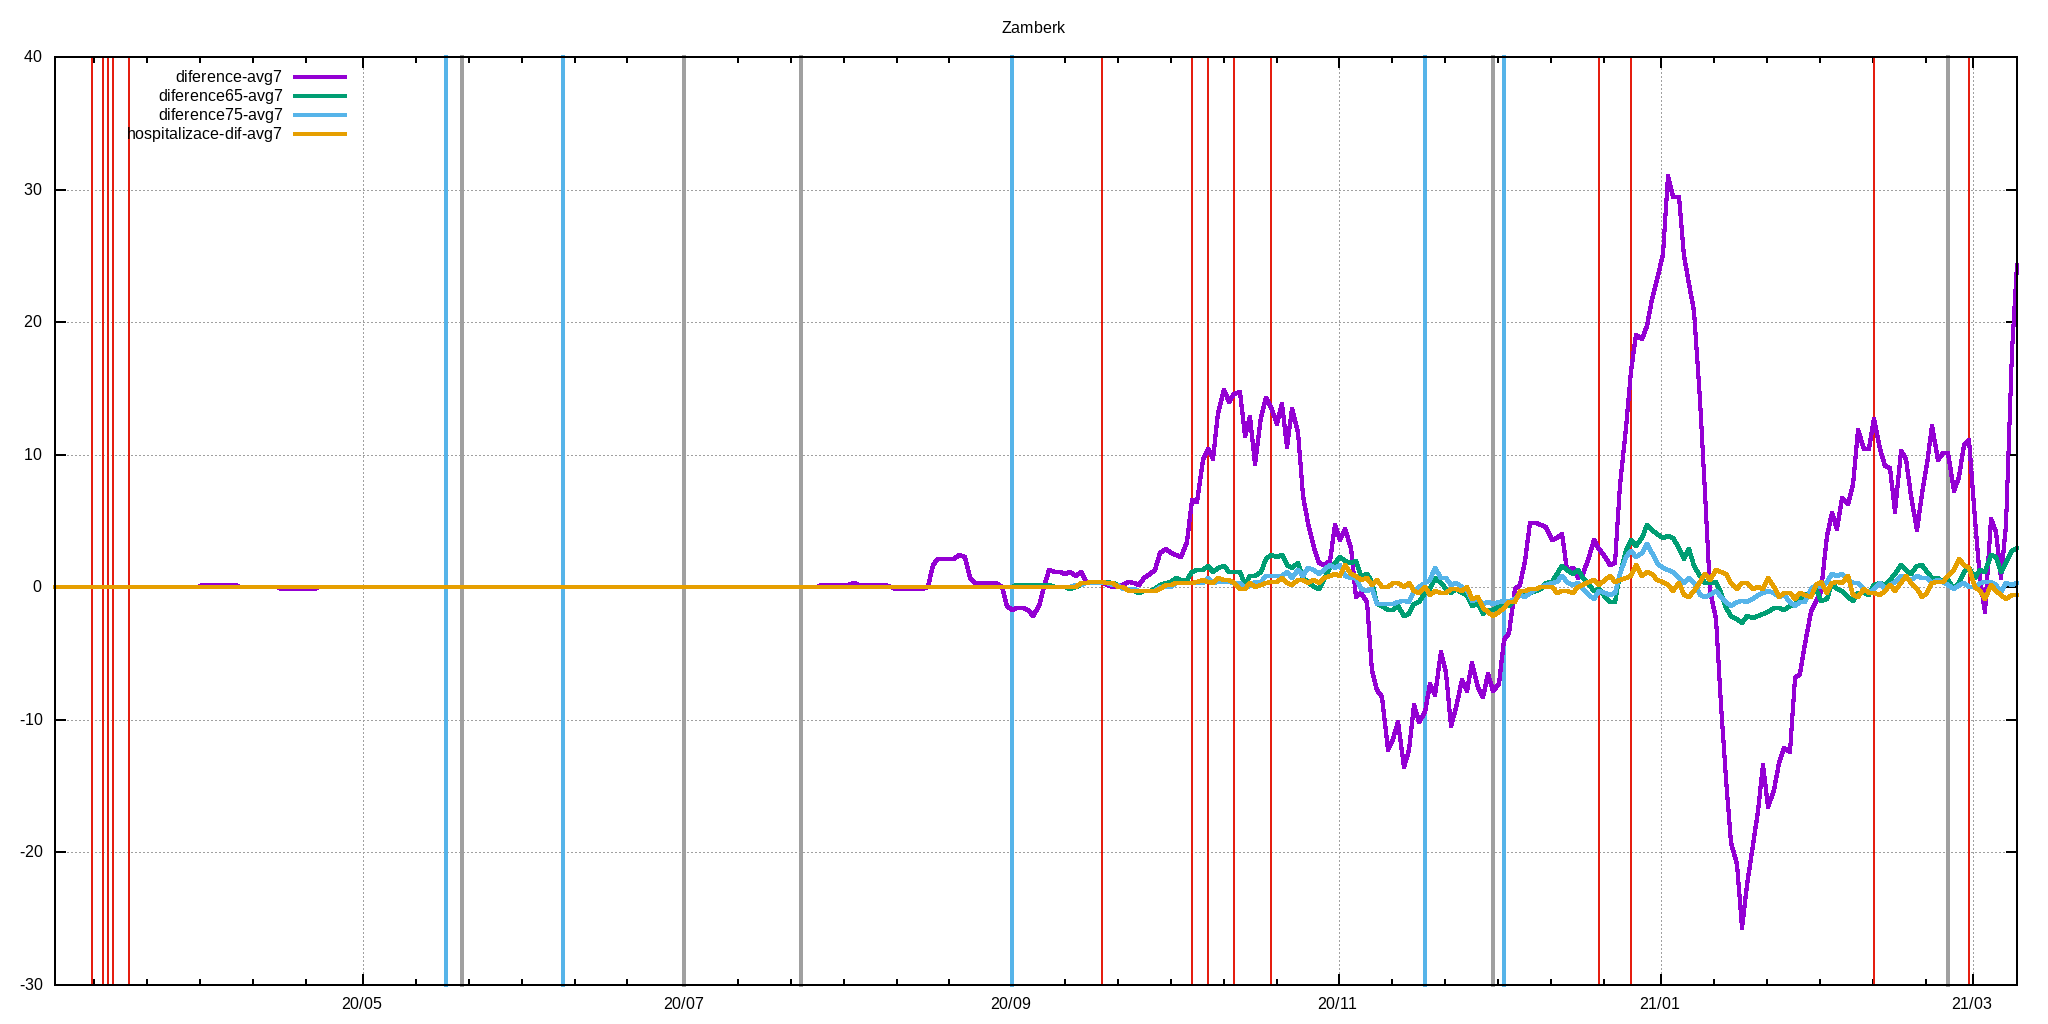 Zamberk
40
30
20
10
0
-10
-20
-30
diference-avg7
diference65-avg7
diference75-avg7
hospitalizace-dif-avg7
20/05 20/07 20/09 20/11 21/01 21/03